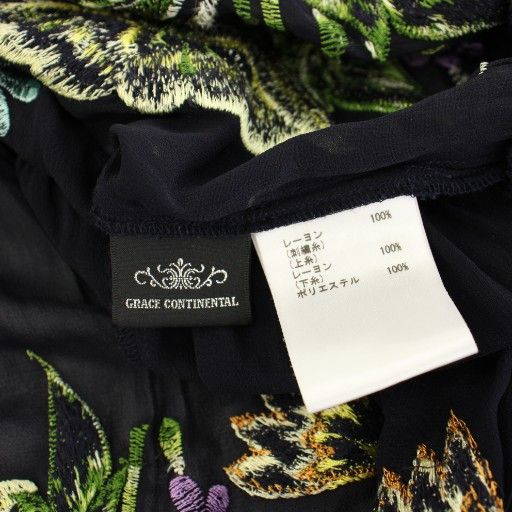 GRACE CONTINENTAL
レーヨン 100%
(刺繍糸)
(上糸)
レーヨン 100%
(下糸)
ポリエステル 100%